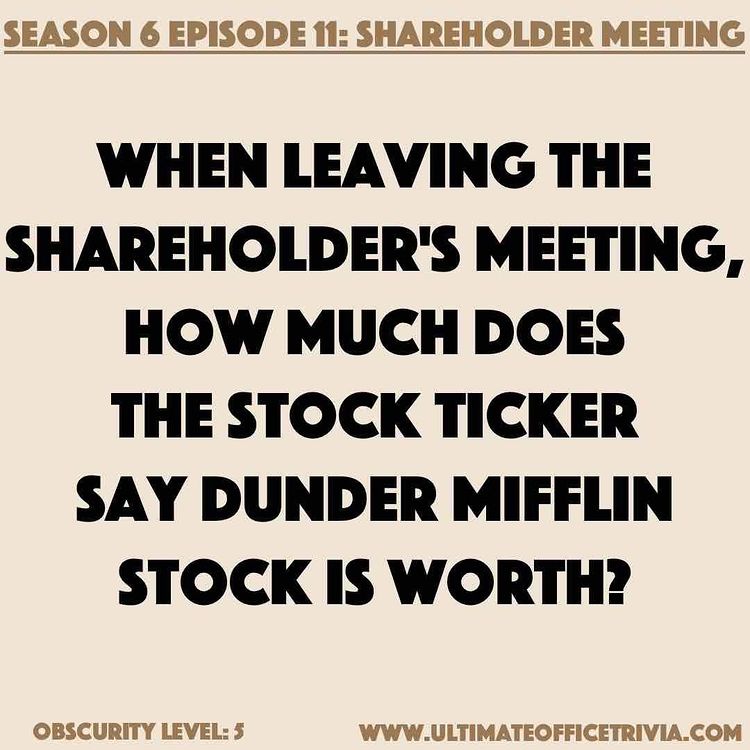 SEASON 6 EPISODE 11: SHAREHOLDER MEETING
WHEN LEAVING THE
SHAREHOLDER'S MEETING,
HOW MUCH DOES
THE STOCK TICKER
SAY DUNDER MIFFLIN
STOCK IS WORTH?
OBSCURITY LEVEL: 5
WWW.ULTIMATEOFFICETRIVIA.COM